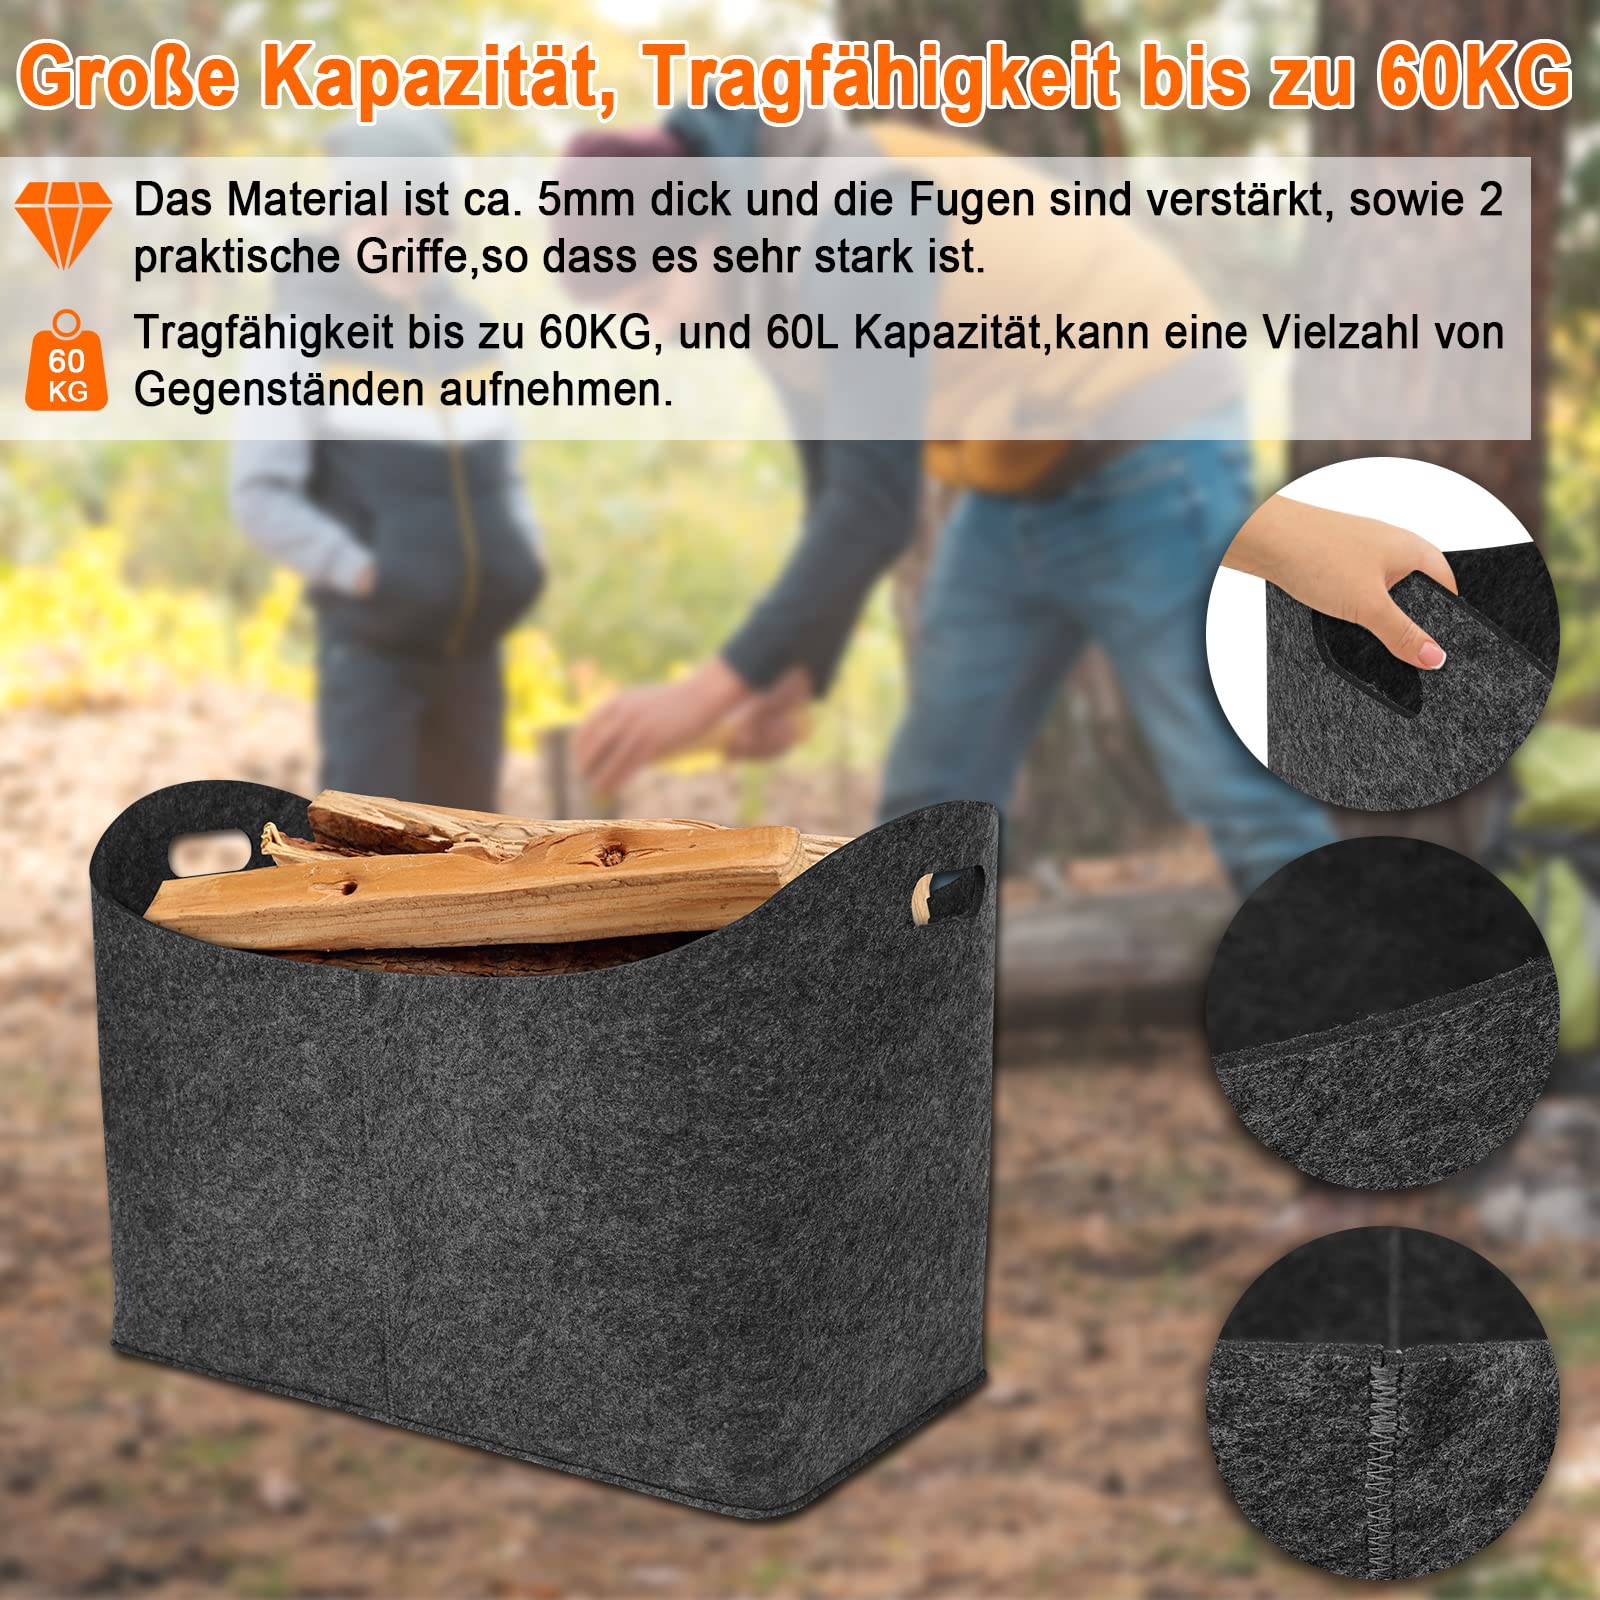 Große Kapazität, Tragfähigkeit bis zu 60KG
Das Material ist ca. 5mm dick und die Fugen sind verstärkt, sowie 2
praktische Griffe,so dass es sehr stark ist.
60
KG
Tragfähigkeit bis zu 60KG, und 60L Kapazität,kann eine Vielzahl von
Gegenständen aufnehmen.